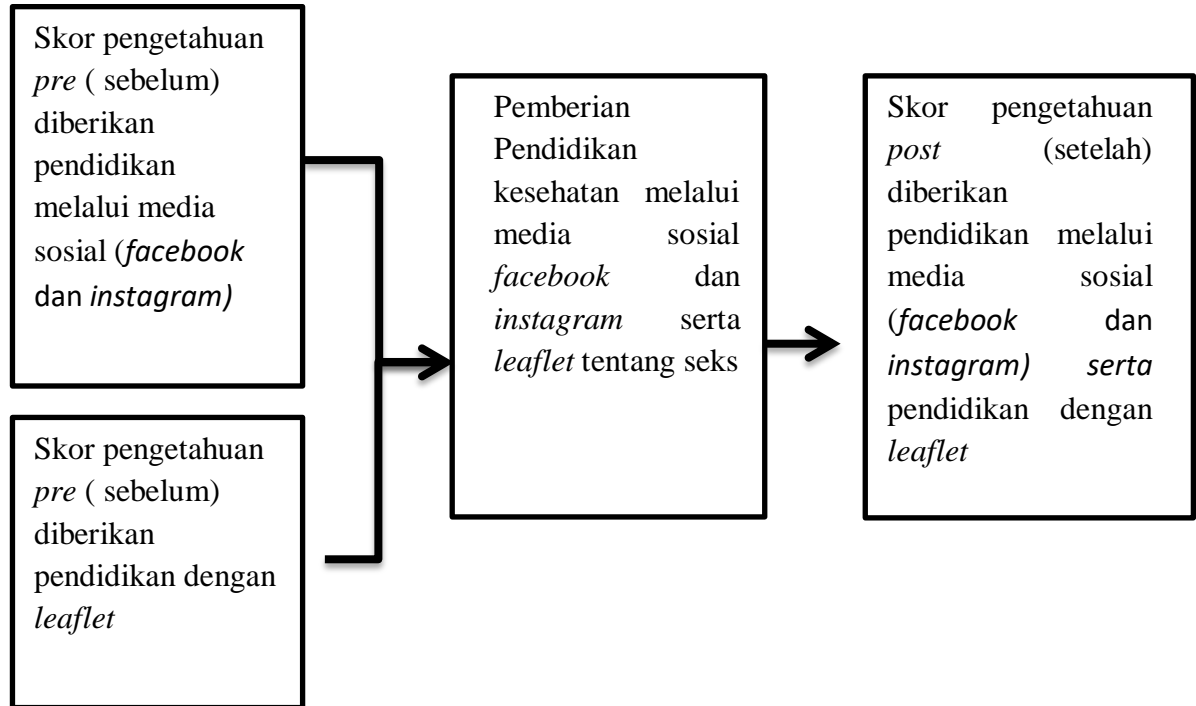 Skor pengetahuan
pre ( sebelum)
diberikan
pendidikan
melalui media
sosial (facebook
dan instagram)
Skor pengetahuan
pre ( sebelum)
diberikan
pendidikan dengan
leaflet
Pemberian
Pendidikan
kesehatan melalui
media sosial
facebook dan
instagram serta
leaflet tentang seks
Skor pengetahuan
post (setelah)
diberikan
pendidikan melalui
media sosial
(facebook dan
instagram) serta
pendidikan dengan
leaflet